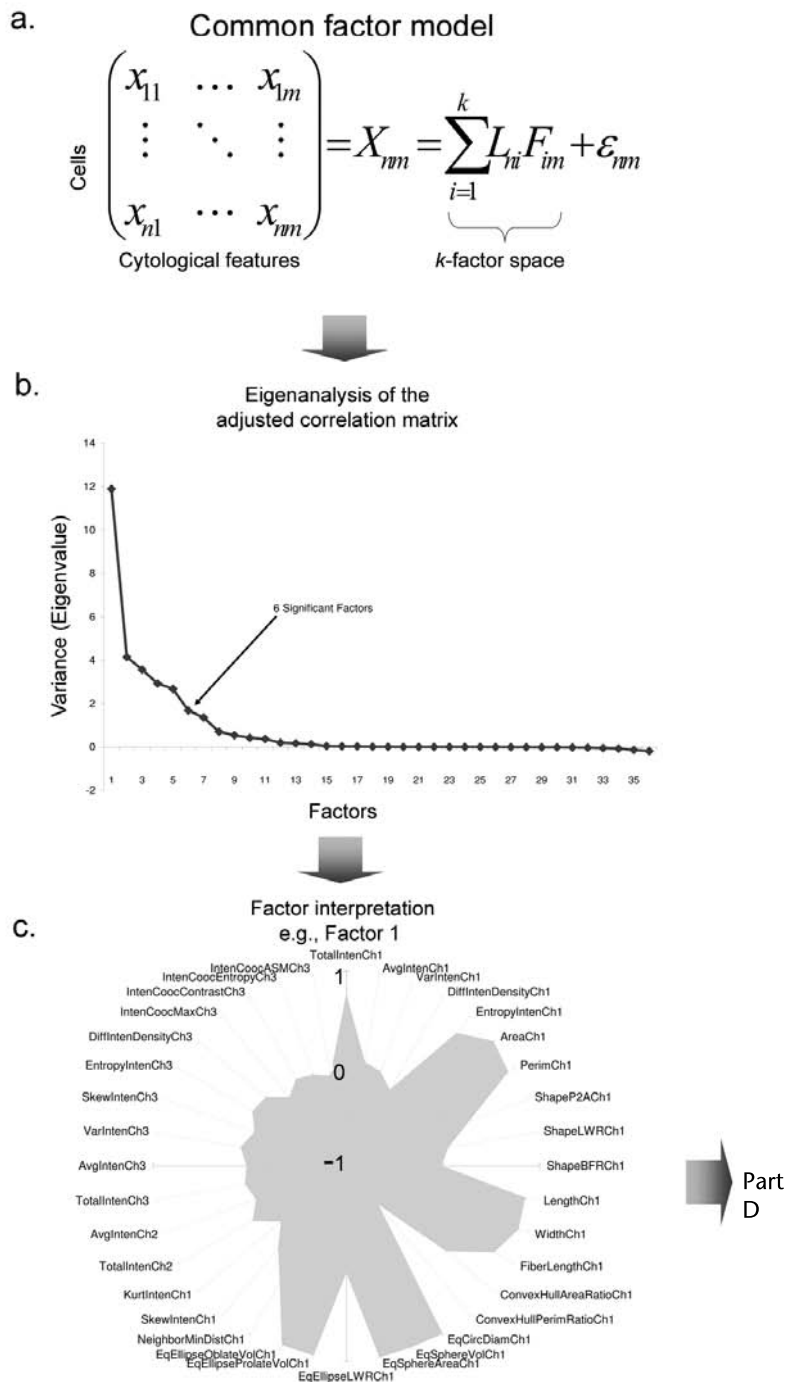 a.
Common factor model
Cells
x11 ... x1m
xn1 ... xnm
= Xnm = k ∑ i=1 Lni Fim + εnm
Cytological features
k-factor space
b.
Eigenanalysis of the
adjusted correlation matrix
Variance (Eigenvalue)
14
12
10
8
6
4
2
0
-2
6 Significant Factors
1 3 5 7 9 11 13 15 17 19 21 23 25 27 29 31 33 35
Factors
c.
Factor interpretation
e.g., Factor 1
TotalIntenCh1
AvgIntenCh1
VarIntenCh1
DiffIntenDensityCh1
EntropyIntenCh1
AreaCh1
PerimCh1
ShapeP2ACh1
ShapeLWRCh1
ShapeBFRCh1
LengthCh1
WidthCh1
FiberLengthCh1
ConvexHullAreaRatioCh1
ConvexHullPerimRatioCh1
EqCircDiamCh1
EqSphereVolCh1
EqSphereAreaCh1
EqEllipseLWRCh1
EqEllipseProlateVolCh1
EqEllipseOblateVolCh1
NeighborMinDistCh1
SkewIntenCh1
KurtIntenCh1
TotalIntenCh2
AvgIntenCh2
TotalIntenCh3
AvgIntenCh3
VarIntenCh3
SkewIntenCh3
EntropyIntenCh3
DiffIntenDensityCh3
IntenCoocMaxCh3
IntenCoocContrastCh3
IntenCoocEntropyCh3
IntenCoocASMCh3
1
0
-1
Part
D